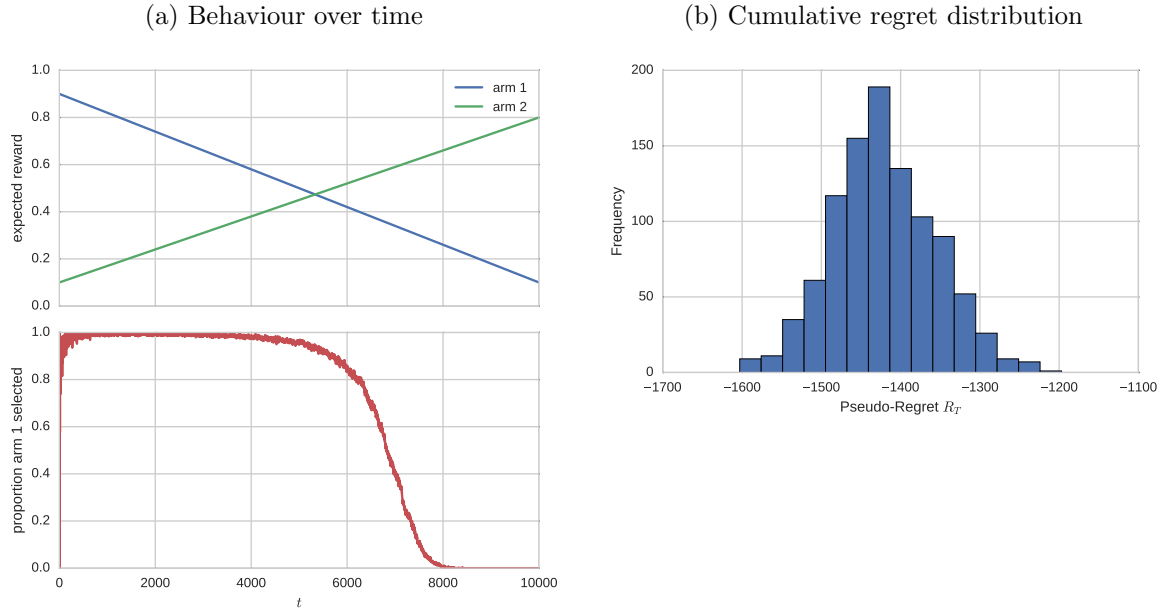 (a) Behaviour over time
1.0
0.8
0.6
0.4
0.2
0.0
expected reward
arm 1
arm 2
1.0
0.8
0.6
0.4
0.2
0.0
proportion arm 1 selected
0 2000 4000 6000 8000 10000
t
(b) Cumulative regret distribution
200
150
100
50
0
Frequency
−1700 −1600 −1500 −1400 −1300 −1200 −1100
Pseudo-Regret R_T